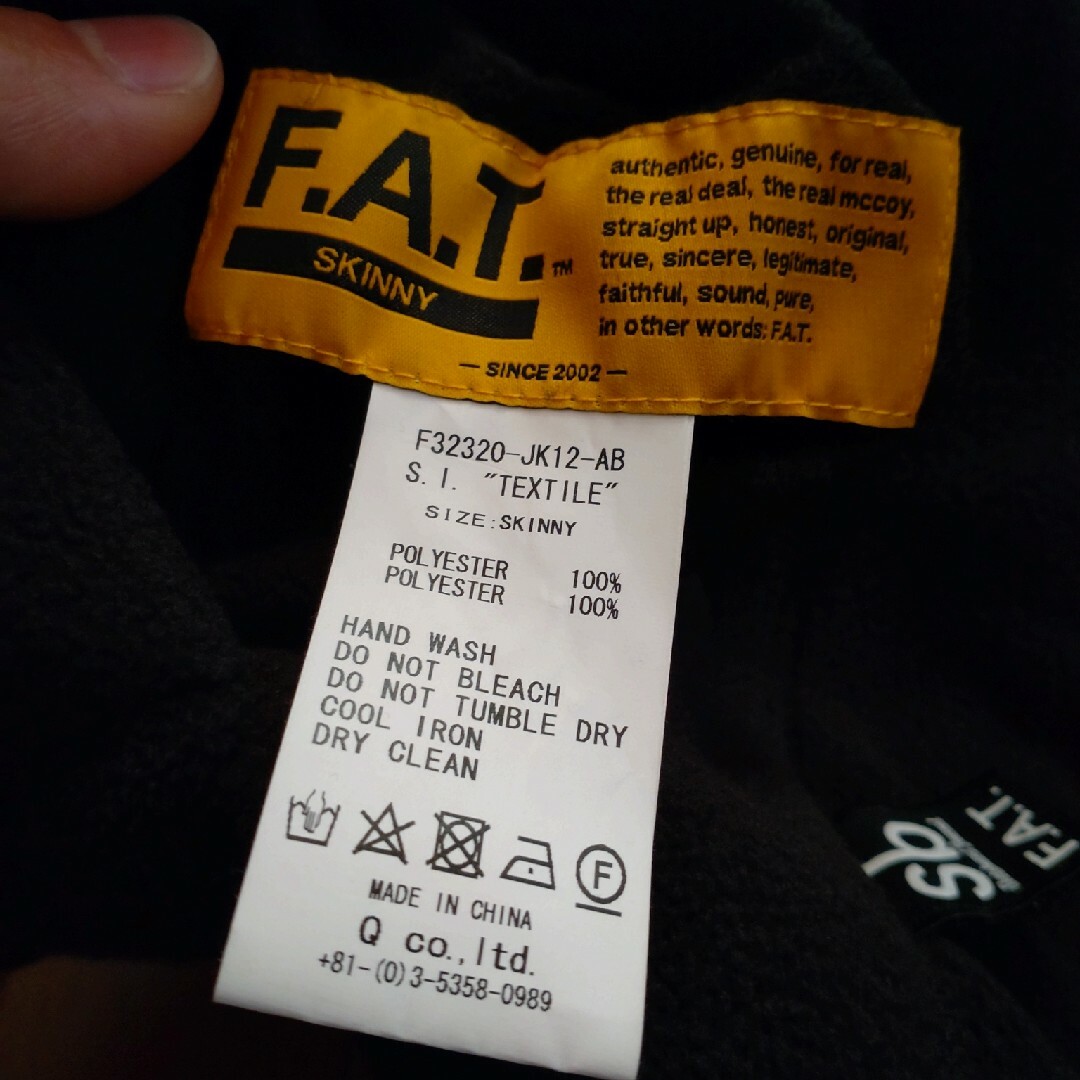 F.A.T.
SKINNY
TM
authentic, genuine, for real,
the real deal, the real mccoy,
straight up, honest, original,
true, sincere, legitimate,
faithful, sound, pure,
in other words: F.A.T.
— SINCE 2002 —
F32320-JK12-AB
S. I. "TEXTILE"
SIZE:SKINNY
POLYESTER 100%
POLYESTER 100%
HAND WASH
DO NOT BLEACH
DO NOT TUMBLE DRY
COOL IRON
DRY CLEAN
F
MADE IN CHINA
Q co.,ltd.
+81-(0)3-5358-0989
F.A.T.